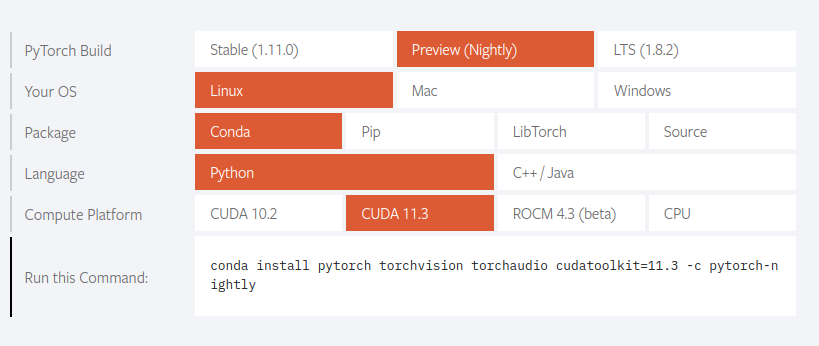 PyTorch Build Stable (1.11.0) Preview (Nightly) LTS (1.8.2)
Your OS Linux Mac Windows
Package Conda Pip LibTorch Source
Language Python C++ / Java
Compute Platform CUDA 10.2 CUDA 11.3 ROCM 4.3 (beta) CPU
Run this Command: conda install pytorch torchvision torchaudio cudatoolkit=11.3 -c pytorch-n
ightly